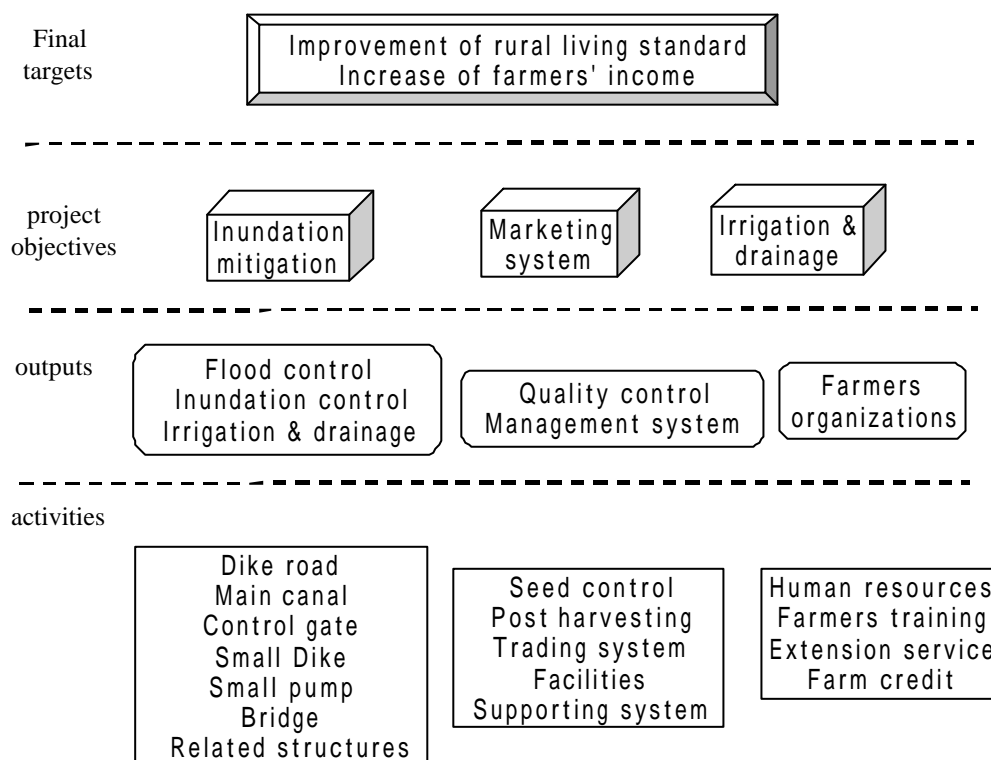 Final
targets
Improvement of rural living standard
Increase of farmers' income
project
objectives
Inundation
mitigation
Marketing
system
Irrigation &
drainage
outputs
Flood control
Inundation control
Irrigation & drainage
Quality control
Management system
Farmers
organizations
activities
Dike road
Main canal
Control gate
Small Dike
Small pump
Bridge
Related structures
Seed control
Post harvesting
Trading system
Facilities
Supporting system
Human resources
Farmers training
Extension service
Farm credit